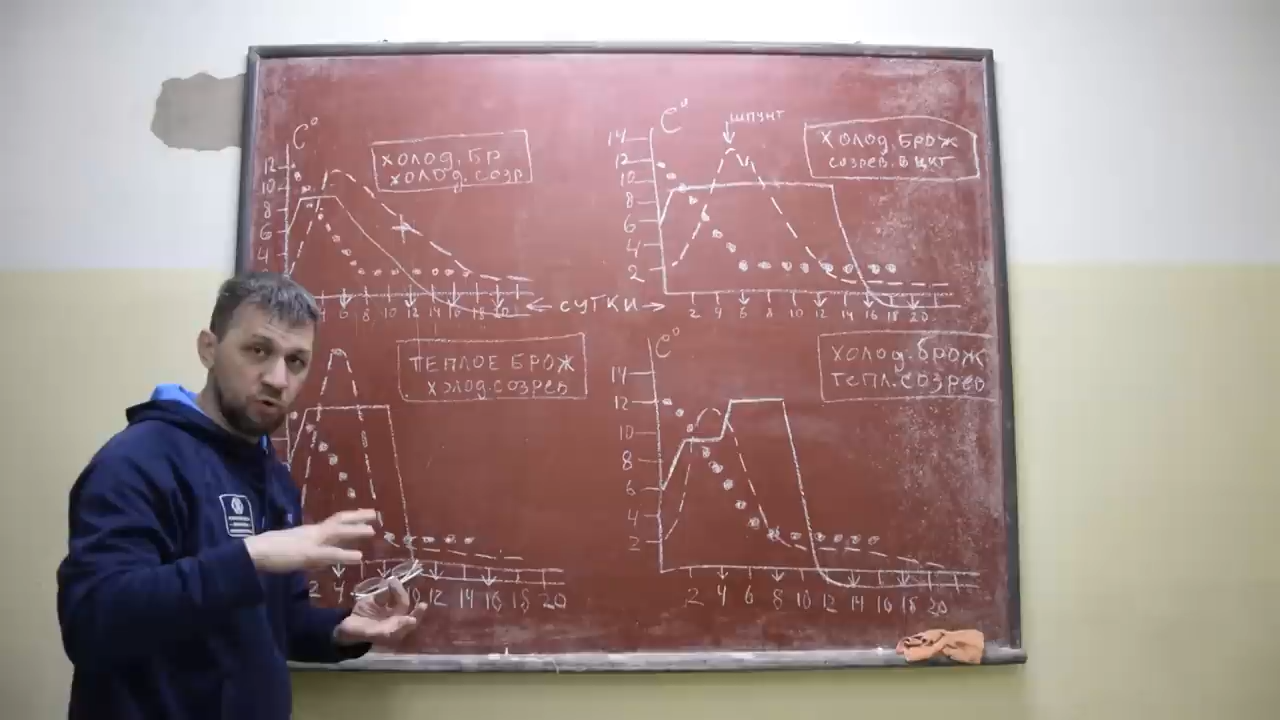 C°
12
10
8
6
4
ХОЛОД.БР
ХОЛОД.СОЗР
4 6 8 10 12 14 16 18 20
C°
14
12
10
8
6
4
2
ШПУНТ
ХОЛОД.БРОЖ
СОЗРЕВ.В ЦКТ
2 4 6 8 10 12 14 16 18 20
← СУТКИ →
ТЕПЛОЕ БРОЖ
ХОЛОД.СОЗРЕВ
2 4 10 12 14 16 18 20
C°
14
12
10
8
6
4
2
ХОЛОД.БРОЖ
ТЕПЛ.СОЗРЕВ
2 4 6 8 10 12 14 16 18 20